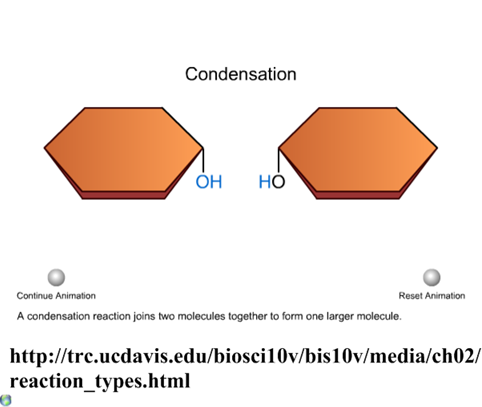 Condensation
OH HO
Continue Animation Reset Animation
A condensation reaction joins two molecules together to form one larger molecule.
http://trc.ucdavis.edu/biosci10v/bis10v/media/ch02/
reaction_types.html